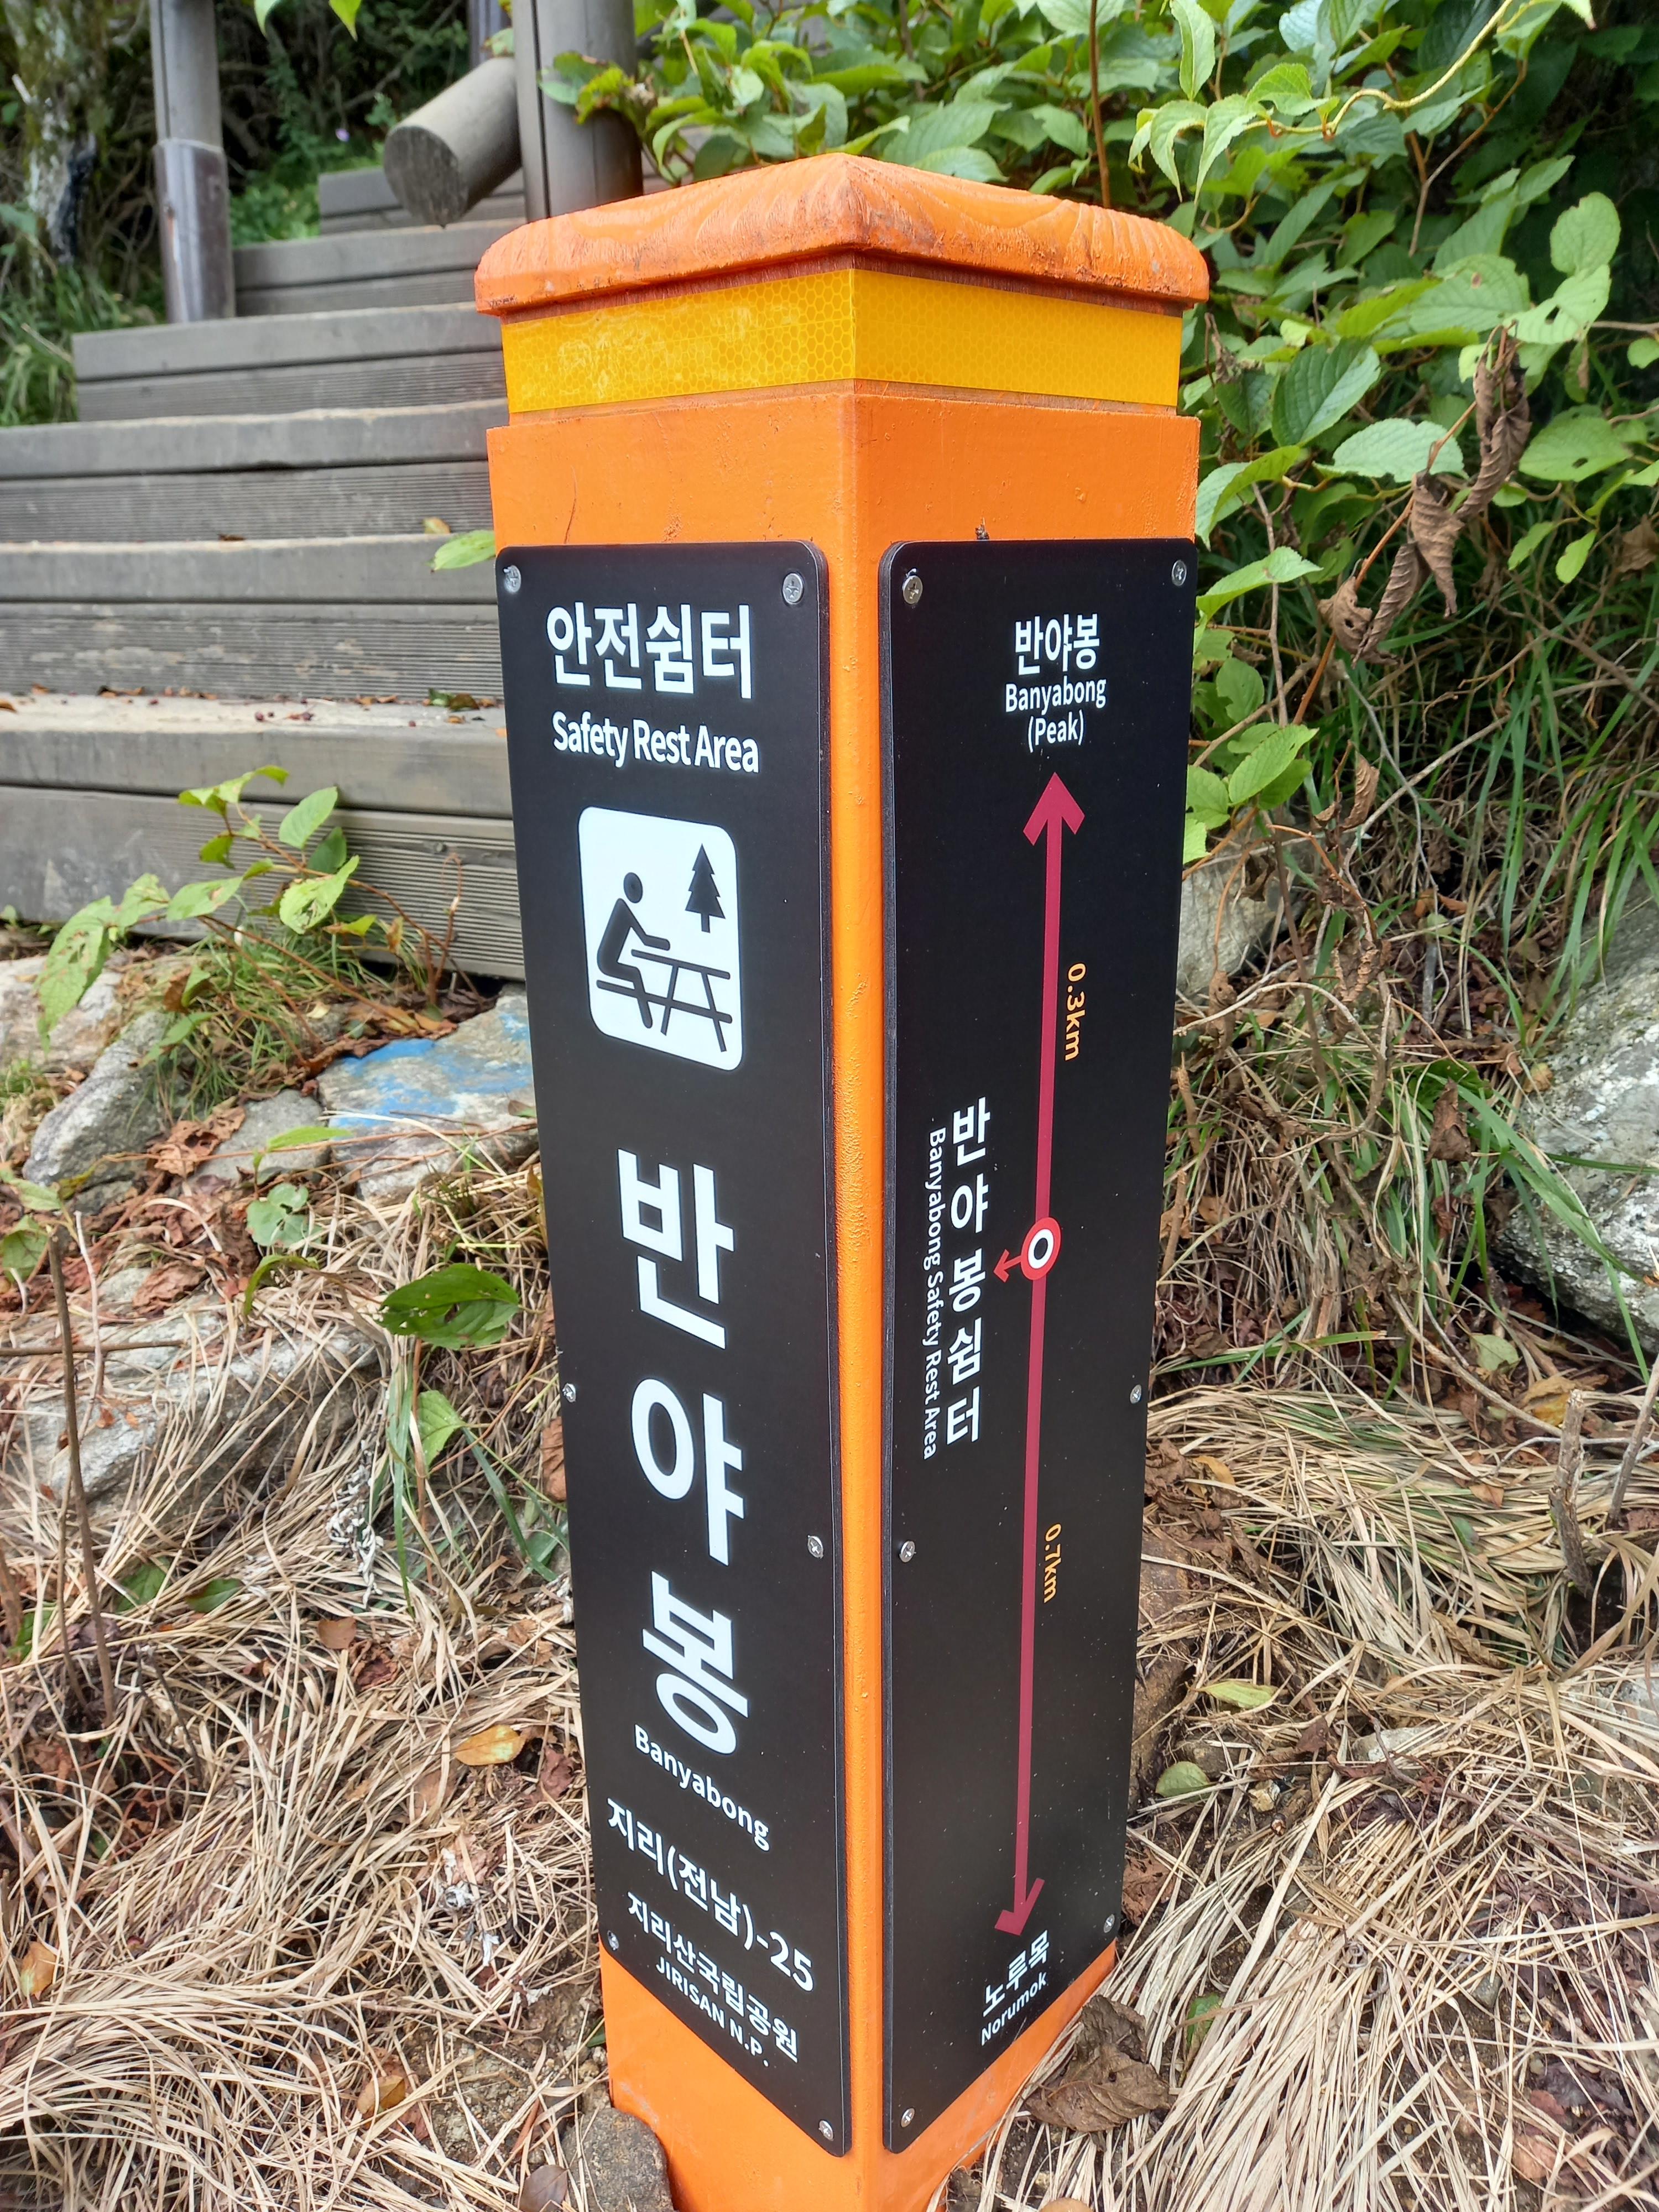 안전쉼터
Safety Rest Area
반야봉
Banyabong
지리(전남)-25
지리산국립공원
JIRISAN N.P.
반야봉
Banyabong
(Peak)
0.3km
반야봉쉼터
Banyabong Safety Rest Area
0.7km
노루목
Norumok